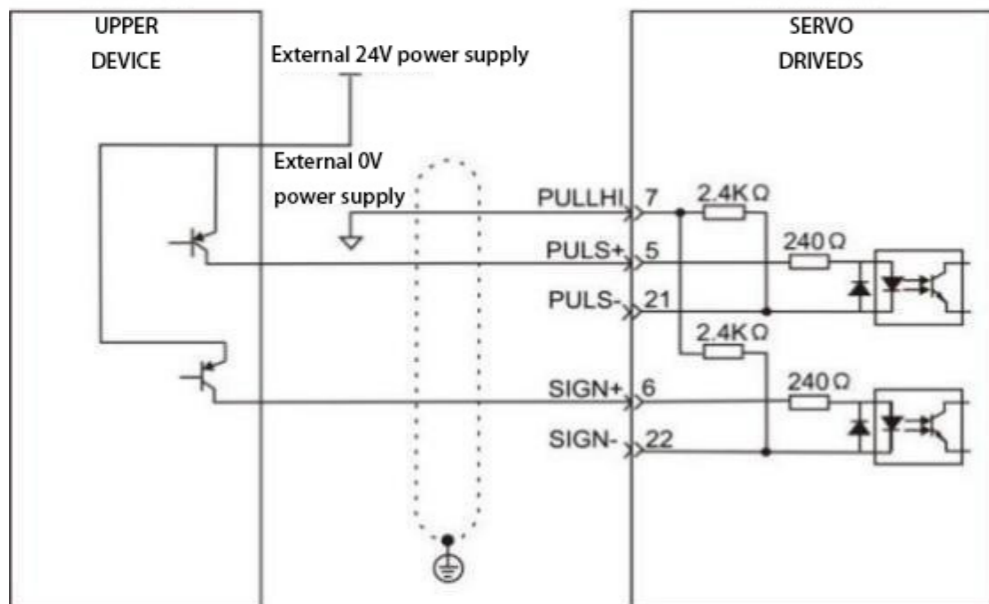 UPPER
DEVICE
SERVO
DRIVEDS
External 24V power supply
External 0V
power supply
PULLHI 7
2.4KΩ
PULS+ 5
240Ω
PULS- 21
2.4KΩ
SIGN+ 6
240Ω
SIGN- 22